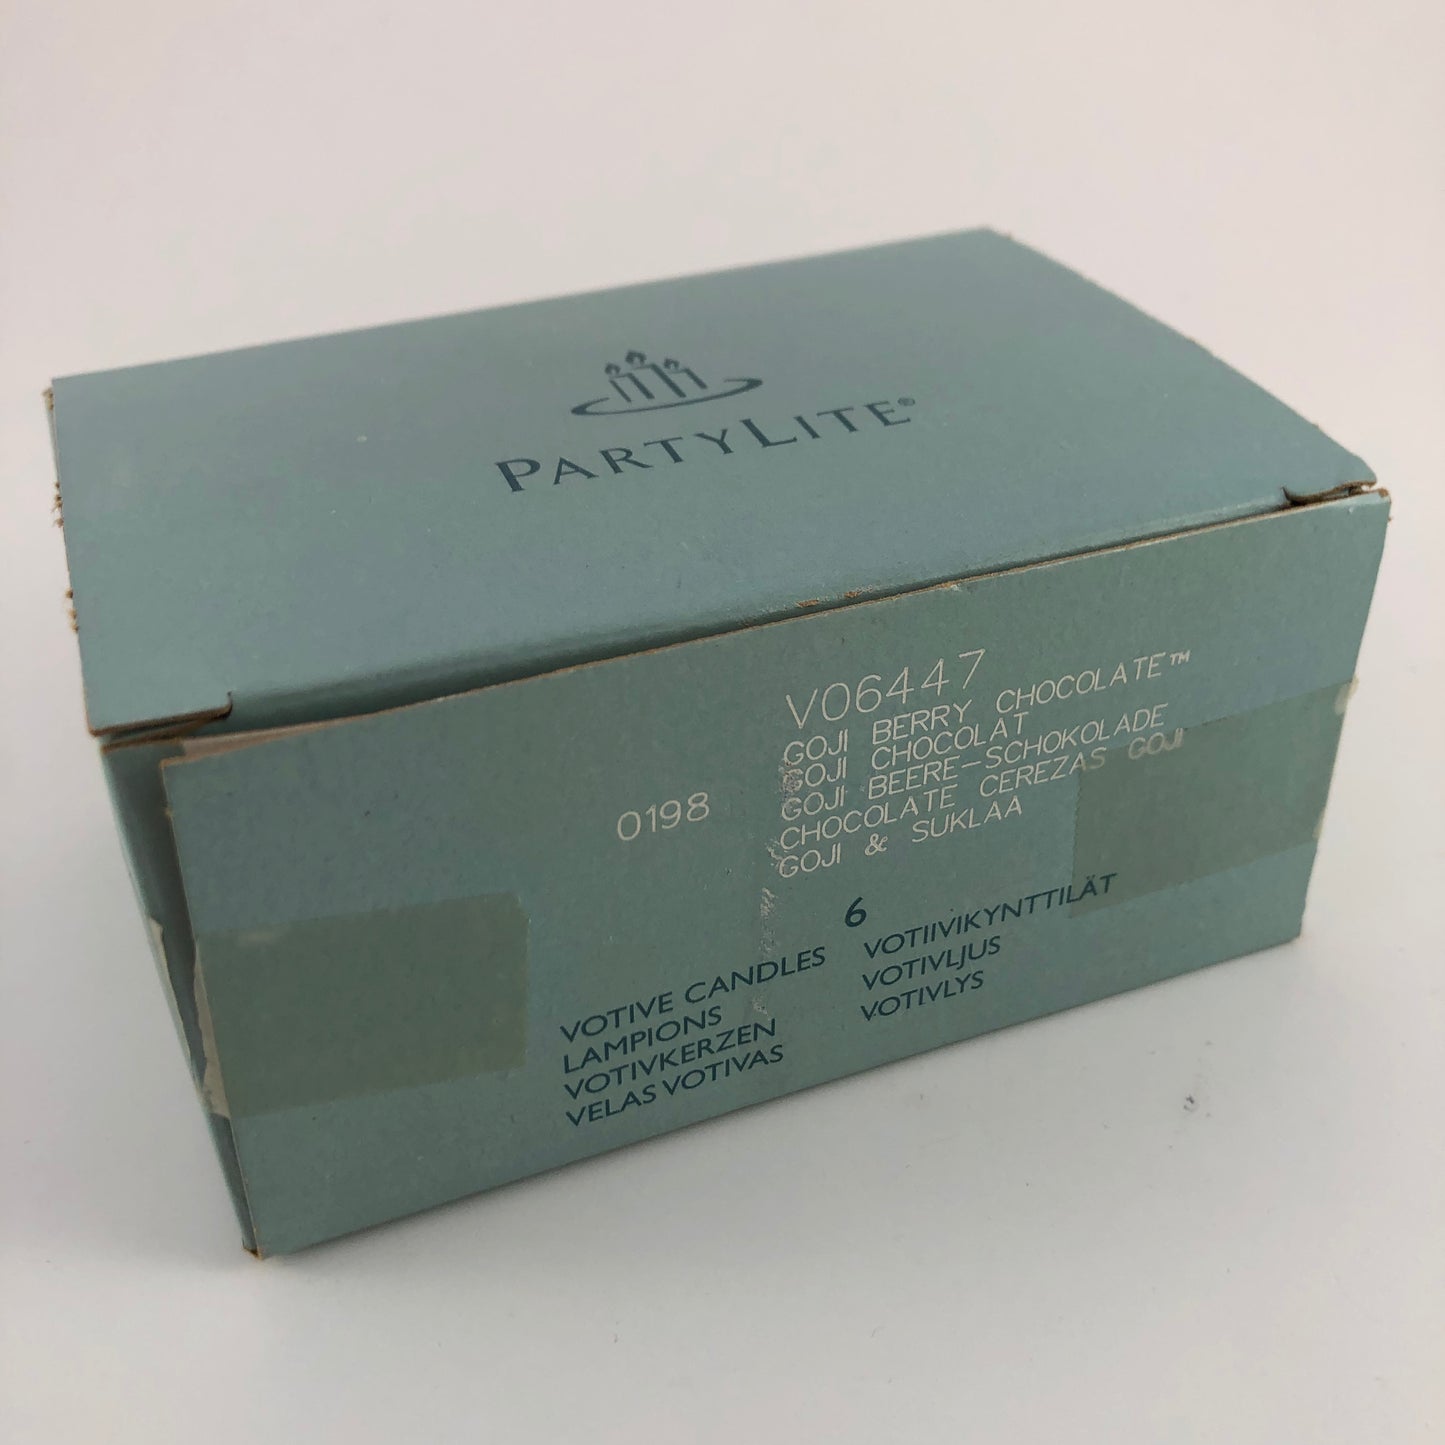 PARTYLITE®
V06447
GOJI BERRY CHOCOLATE™
GOJI CHOCOLAT
GOJI BEERE-SCHOKOLADE
CHOCOLATE CEREZAS GOJI
GOJI & SUKLAA
0198
6
VOTIVE CANDLES
LAMPIONS
VOTIVKERZEN
VELAS VOTIVAS
VOTIIVIKYNTTILÄT
VOTIVLJUS
VOTIVLYS